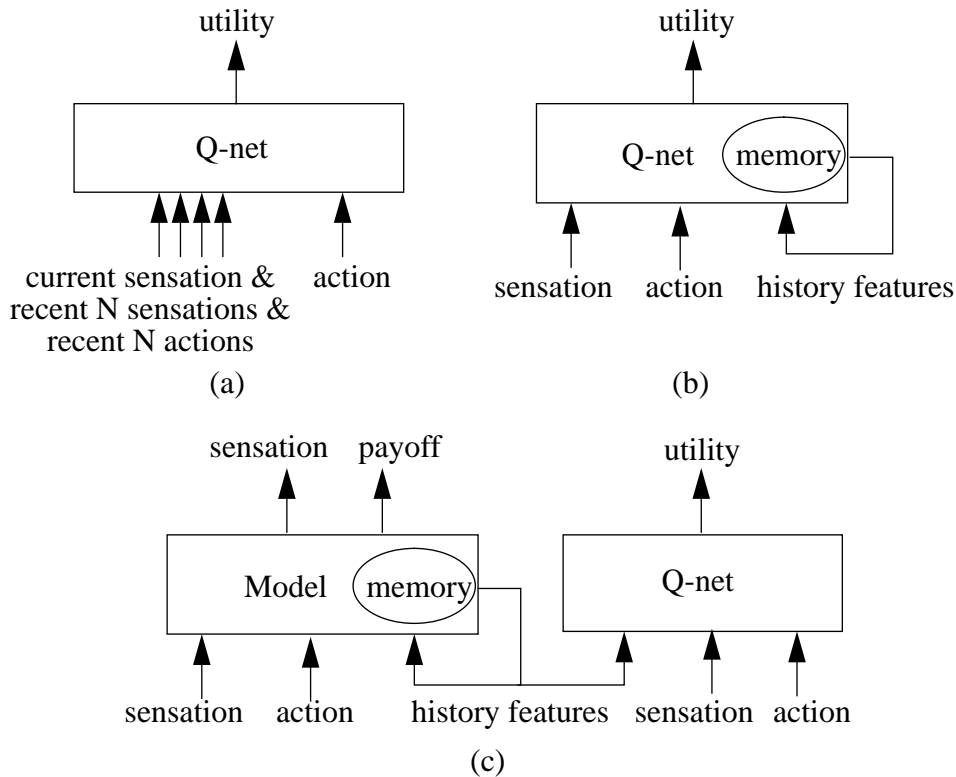 utility
Q-net
current sensation &
recent N sensations &
recent N actions
action
(a)
utility
Q-net
memory
sensation
action
history features
(b)
sensation
payoff
Model
memory
sensation
action
history features
utility
Q-net
sensation
action
(c)